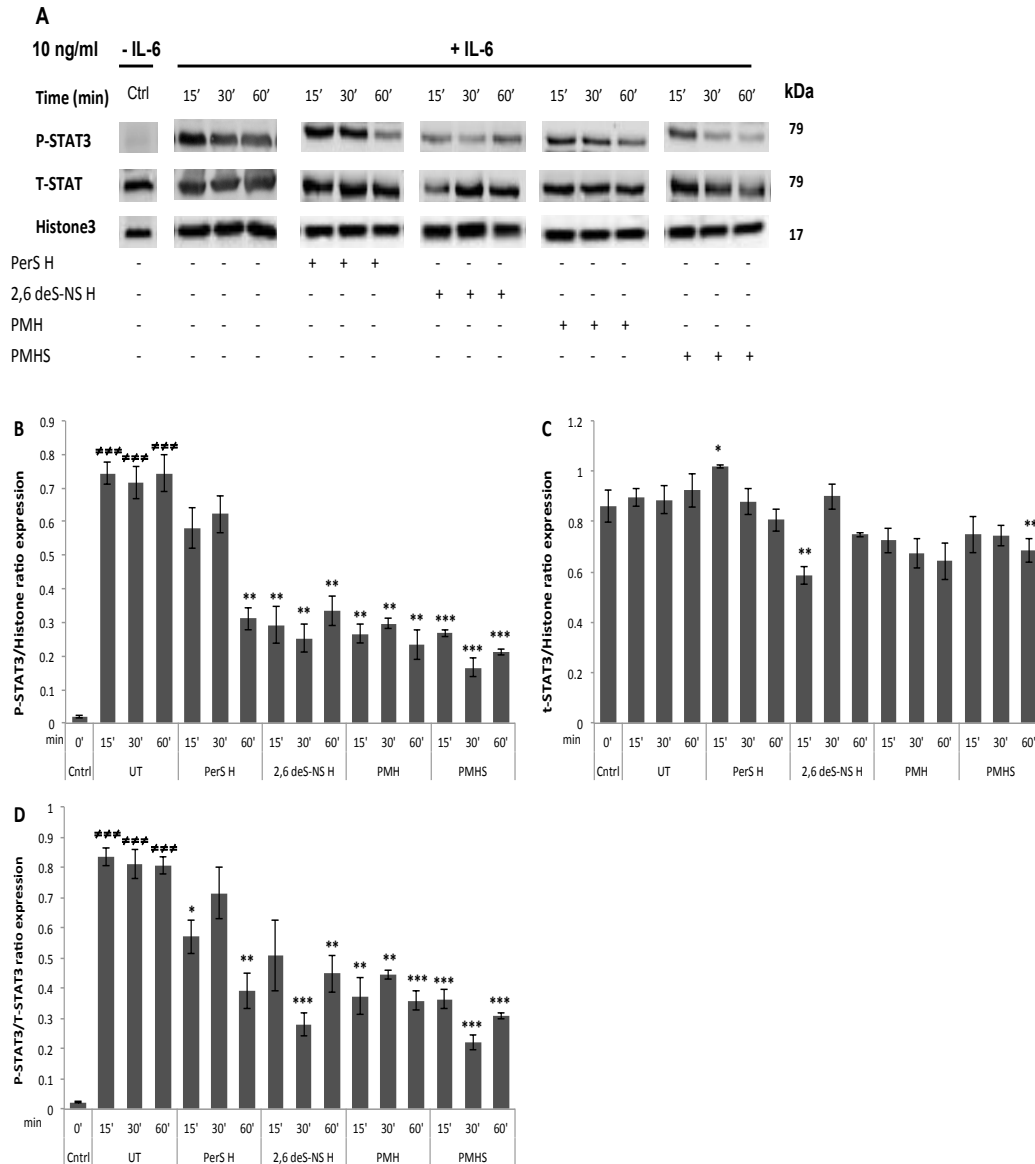 A
10 ng/ml - IL-6 + IL-6
Time (min) Ctrl 15' 30' 60' 15' 30' 60' 15' 30' 60' 15' 30' 60' 15' 30' 60' kDa
P-STAT3 79
T-STAT 79
Histone3 17
PerS H - - - - + + + - - - - - - - - -
2,6 deS-NS H - - - - - - - + + + - - - - - -
PMH - - - - - - - - - - + + + - - -
PMHS - - - - - - - - - - - - - + + +
B
P-STAT3/Histone ratio expression
0.9
0.8
0.7
0.6
0.5
0.4
0.3
0.2
0.1
0
≠≠≠ ≠≠≠ ≠≠≠ ** ** ** ** ** ** ** *** *** ***
min 0' 15' 30' 60' 15' 30' 60' 15' 30' 60' 15' 30' 60' 15' 30' 60'
Cntrl UT PerS H 2,6 deS-NS H PMH PMHS
C
t-STAT3/Histone ratio expression
1.2
1
0.8
0.6
0.4
0.2
0
* ** **
min 0' 15' 30' 60' 15' 30' 60' 15' 30' 60' 15' 30' 60' 15' 30' 60'
Cntrl UT PerS H 2,6 deS-NS H PMH PMHS
D
P-STAT3/T-STAT3 ratio expression
1
0.9
0.8
0.7
0.6
0.5
0.4
0.3
0.2
0.1
0
≠≠≠ ≠≠≠ ≠≠≠ * ** *** ** ** ** *** *** *** ***
min 0' 15' 30' 60' 15' 30' 60' 15' 30' 60' 15' 30' 60' 15' 30' 60'
Cntrl UT PerS H 2,6 deS-NS H PMH PMHS